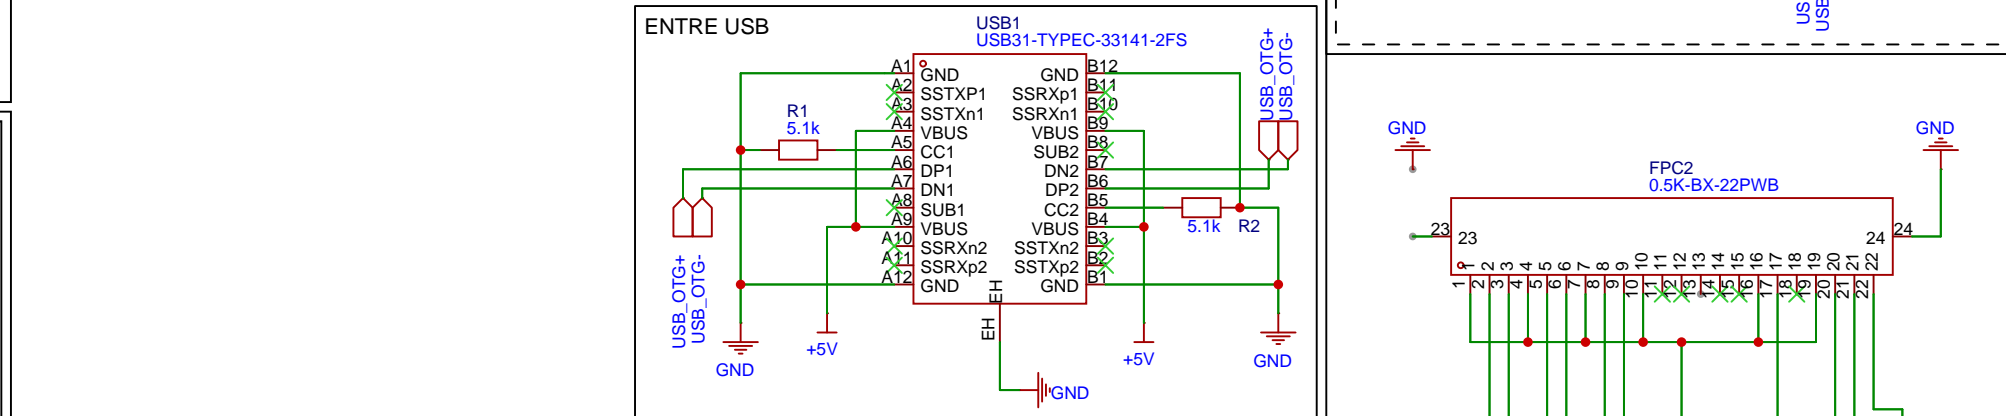 ENTRE USB
USB1
USB31-TYPEC-33141-2FS
A1 GND
A2 SSTXP1
A3 SSTXn1
A4 VBUS
A5 CC1
A6 DP1
A7 DN1
A8 SUB1
A9 VBUS
A10 SSRXn2
A11 SSRXp2
A12 GND
GND B12
SSRXp1 B11
SSRXn1 B10
VBUS B9
SUB2 B8
DN2 B7
DP2 B6
CC2 B5
VBUS B4
SSTXn2 B3
SSTXp2 B2
GND B1
EH
EH
R1
5.1k
5.1k
R2
USB_OTG+
USB_OTG-
USB_OTG+
USB_OTG-
GND
+5V
GND
+5V
GND
GND
GND
FPC2
0.5K-BX-22PWB
23
23
24
24
1 2 3 4 5 6 7 8 9 10 11 12 13 14 15 16 17 18 19 20 21 22
1 2 3 4 5 6 7 8 9 10 11 12 13 14 15 16 17 18 19 20 21 22